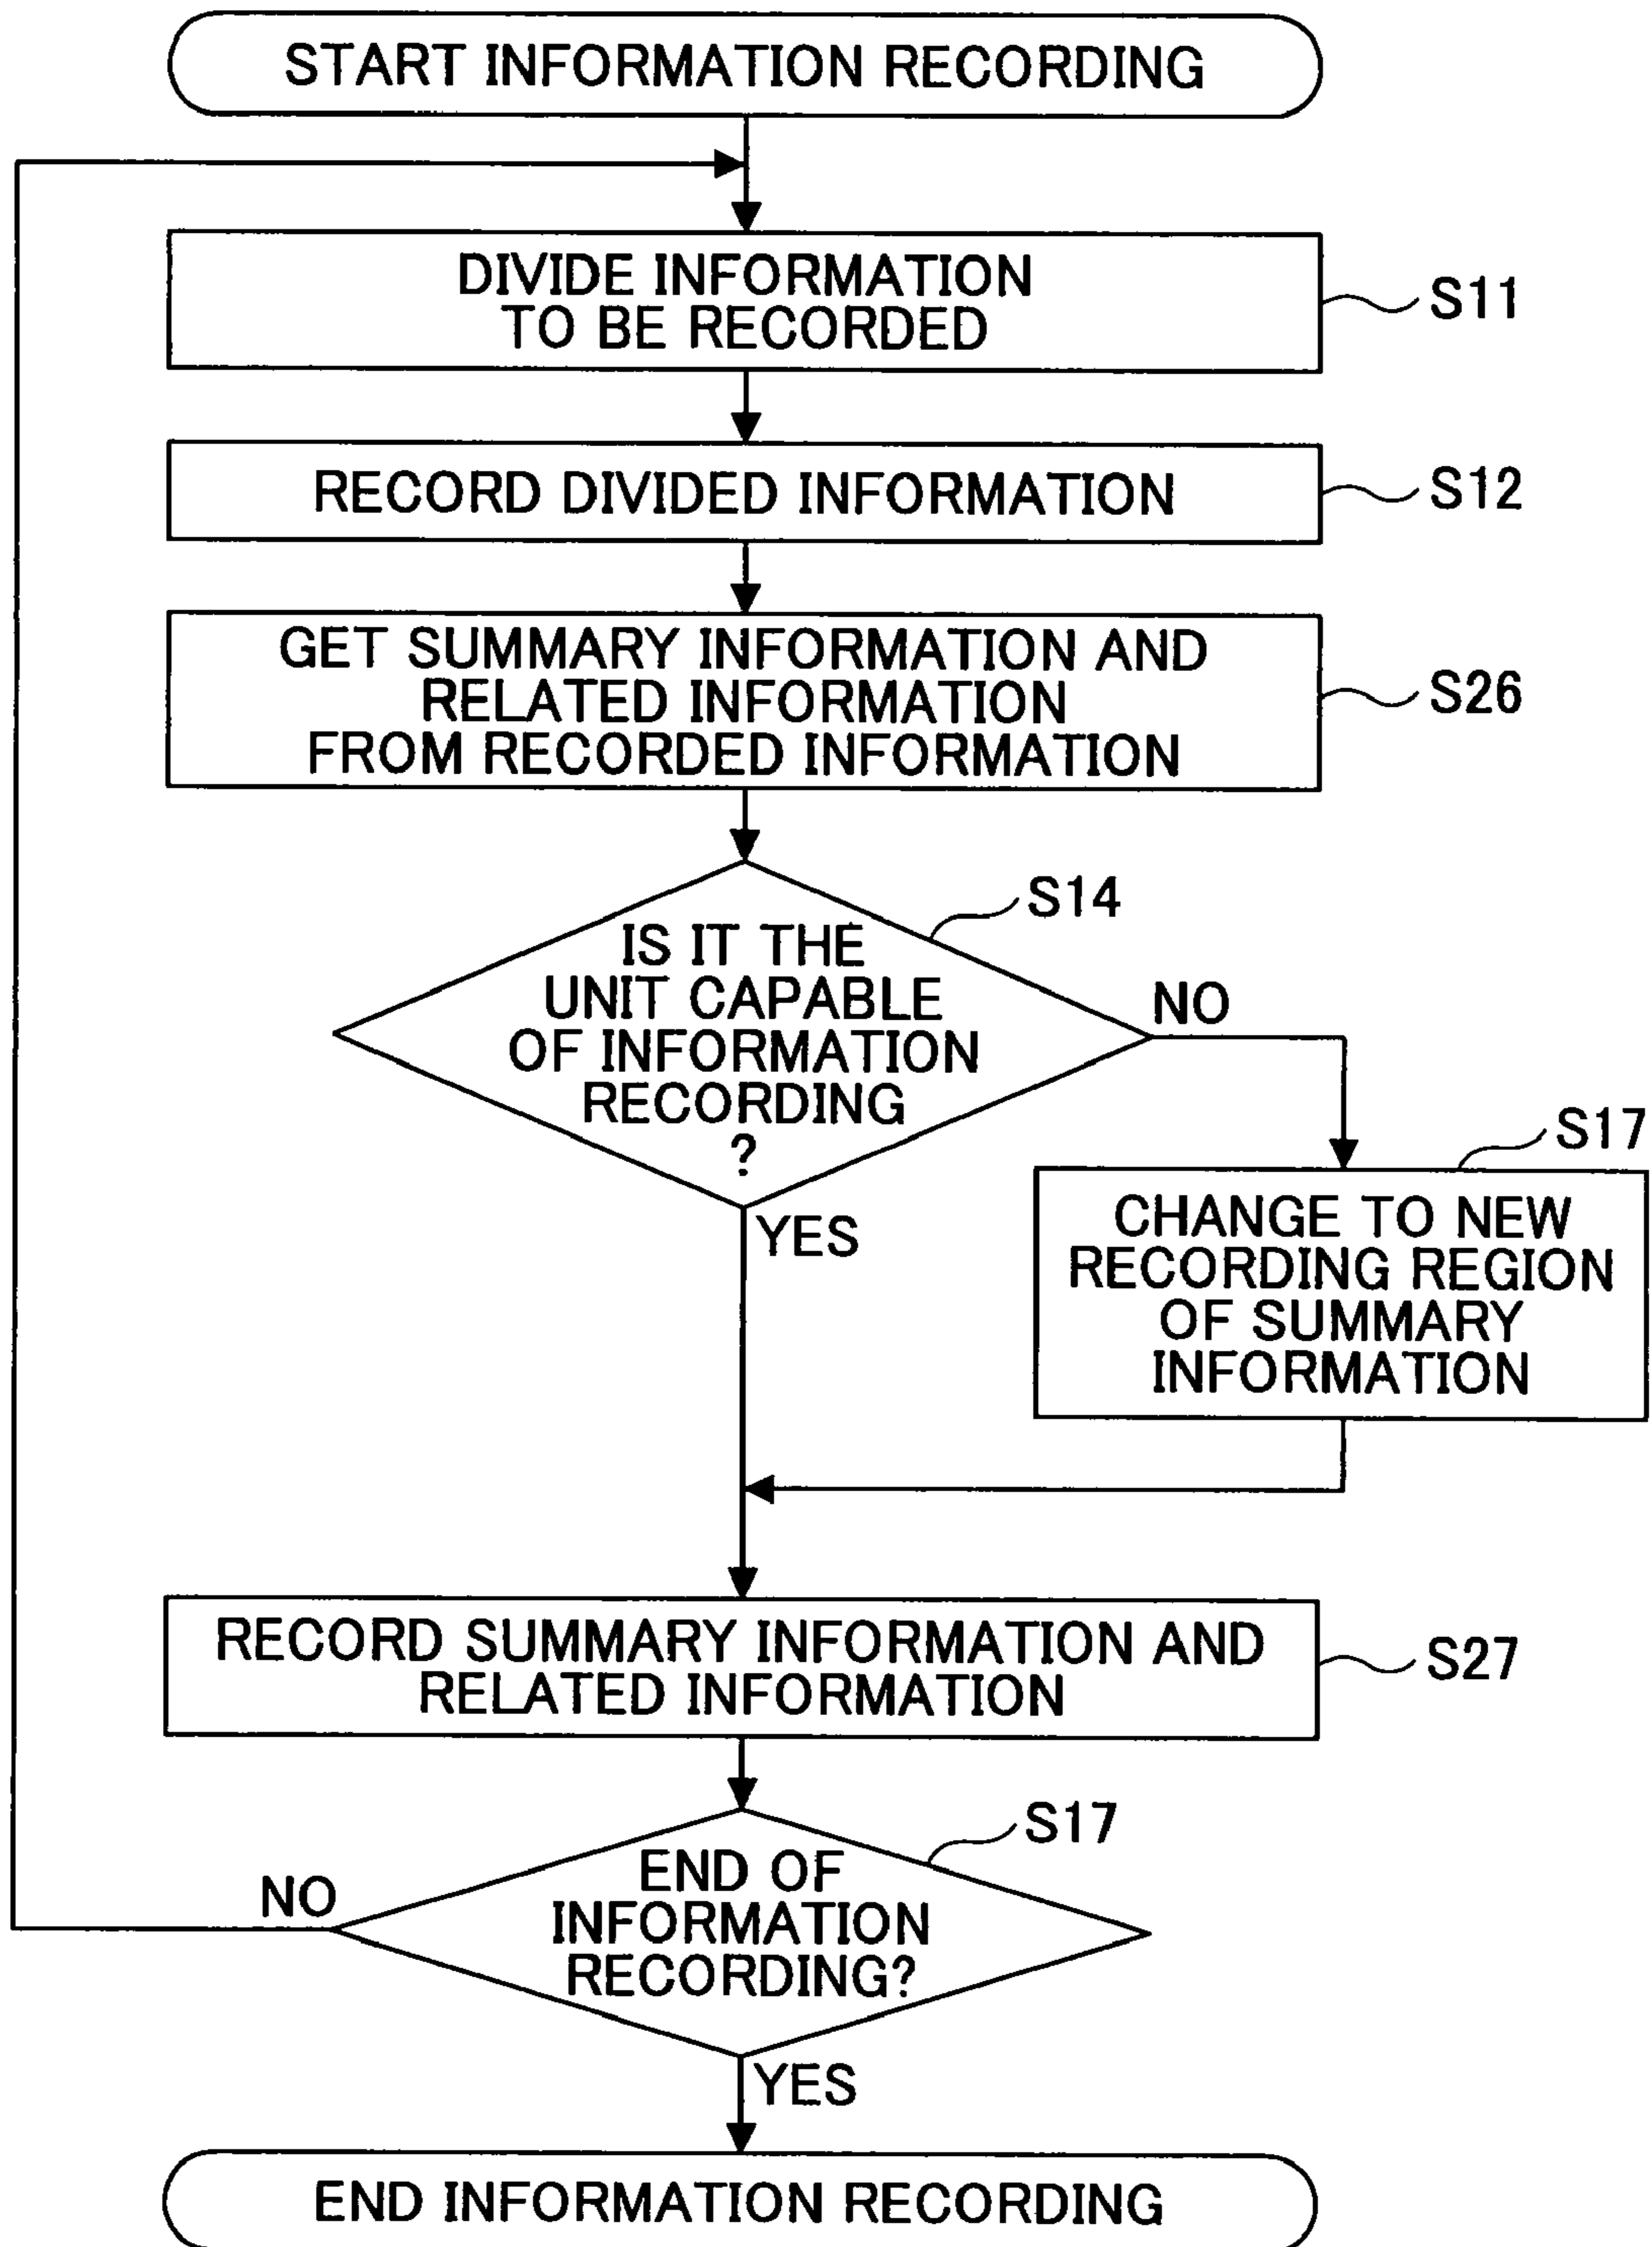 START INFORMATION RECORDING
DIVIDE INFORMATION
TO BE RECORDED
S11
RECORD DIVIDED INFORMATION
S12
GET SUMMARY INFORMATION AND
RELATED INFORMATION
FROM RECORDED INFORMATION
S26
S14
IS IT THE
UNIT CAPABLE
OF INFORMATION
RECORDING
?
NO
YES
S17
CHANGE TO NEW
RECORDING REGION
OF SUMMARY
INFORMATION
RECORD SUMMARY INFORMATION AND
RELATED INFORMATION
S27
S17
END OF
INFORMATION
RECORDING?
NO
YES
END INFORMATION RECORDING